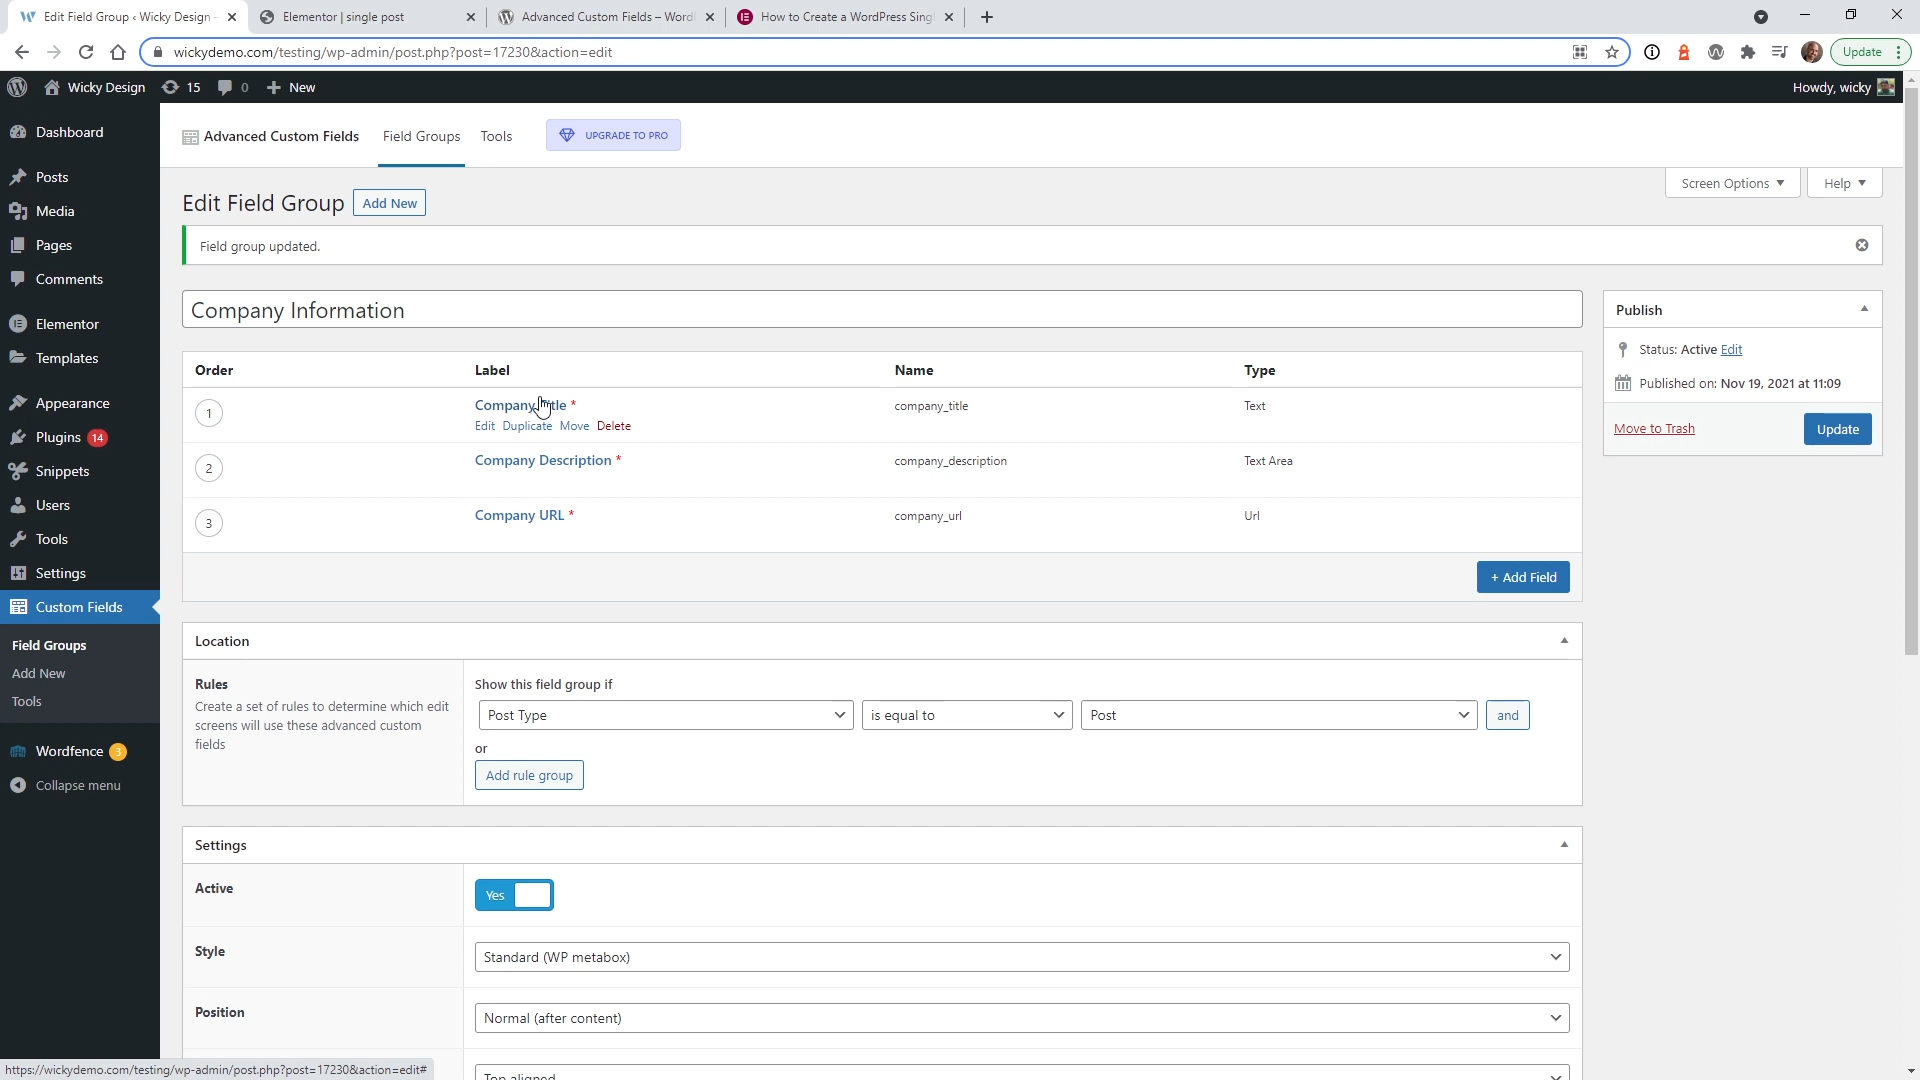 Edit Field Group ‹ Wicky Design -
Elementor | single post
Advanced Custom Fields – Word
How to Create a WordPress Sing
wickydemo.com/testing/wp-admin/post.php?post=17230&action=edit
Update
Wicky Design
15
0
New
Howdy, wicky
Dashboard
Posts
Media
Pages
Comments
Elementor
Templates
Appearance
Plugins 14
Snippets
Users
Tools
Settings
Custom Fields
Field Groups
Add New
Tools
Wordfence 3
Collapse menu
Advanced Custom Fields
Field Groups
Tools
UPGRADE TO PRO
Screen Options
Help
Edit Field Group
Add New
Field group updated.
Company Information
Order Label Name Type
1 Company Title * company_title Text
Edit Duplicate Move Delete
2 Company Description * company_description Text Area
3 Company URL * company_url Url
+ Add Field
Publish
Status: Active Edit
Published on: Nov 19, 2021 at 11:09
Move to Trash
Update
Location
Rules
Create a set of rules to determine which edit
screens will use these advanced custom
fields
Show this field group if
Post Type is equal to Post and
or
Add rule group
Settings
Active
Yes
Style
Standard (WP metabox)
Position
Normal (after content)
Top aligned
https://wickydemo.com/testing/wp-admin/post.php?post=17230&action=edit#